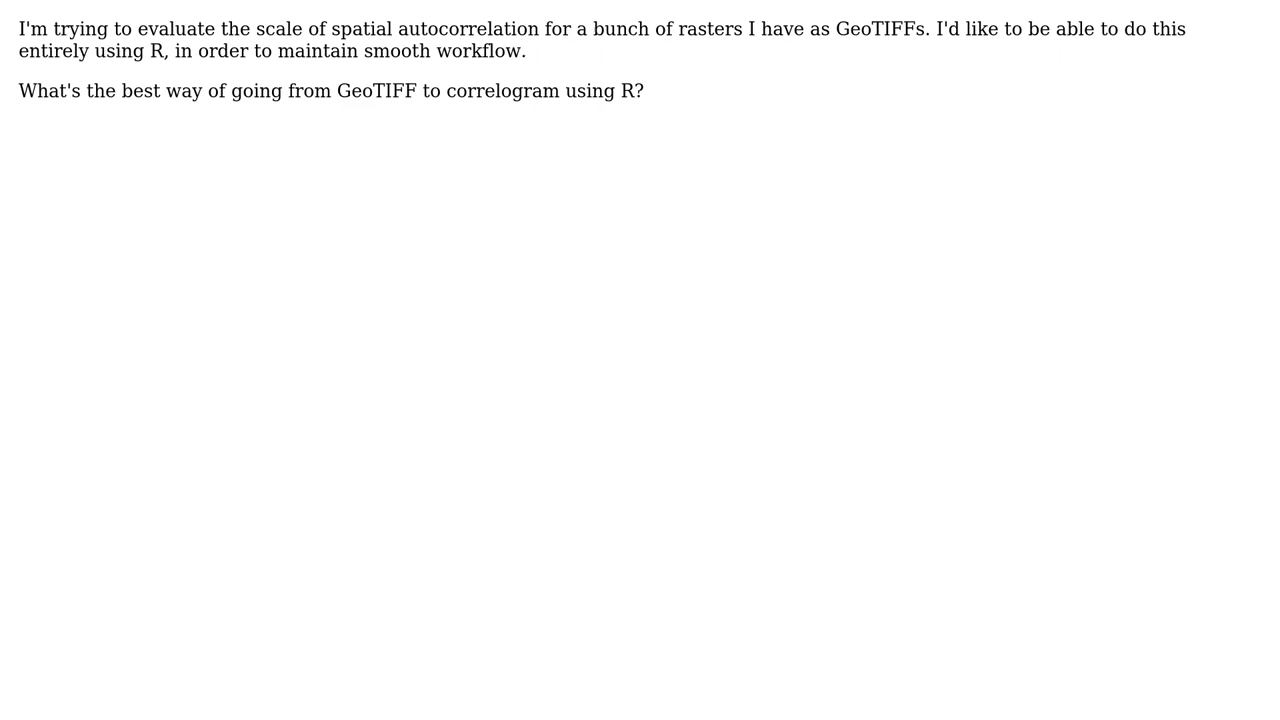 I'm trying to evaluate the scale of spatial autocorrelation for a bunch of rasters I have as GeoTIFFs. I'd like to be able to do this
entirely using R, in order to maintain smooth workflow.
What's the best way of going from GeoTIFF to correlogram using R?